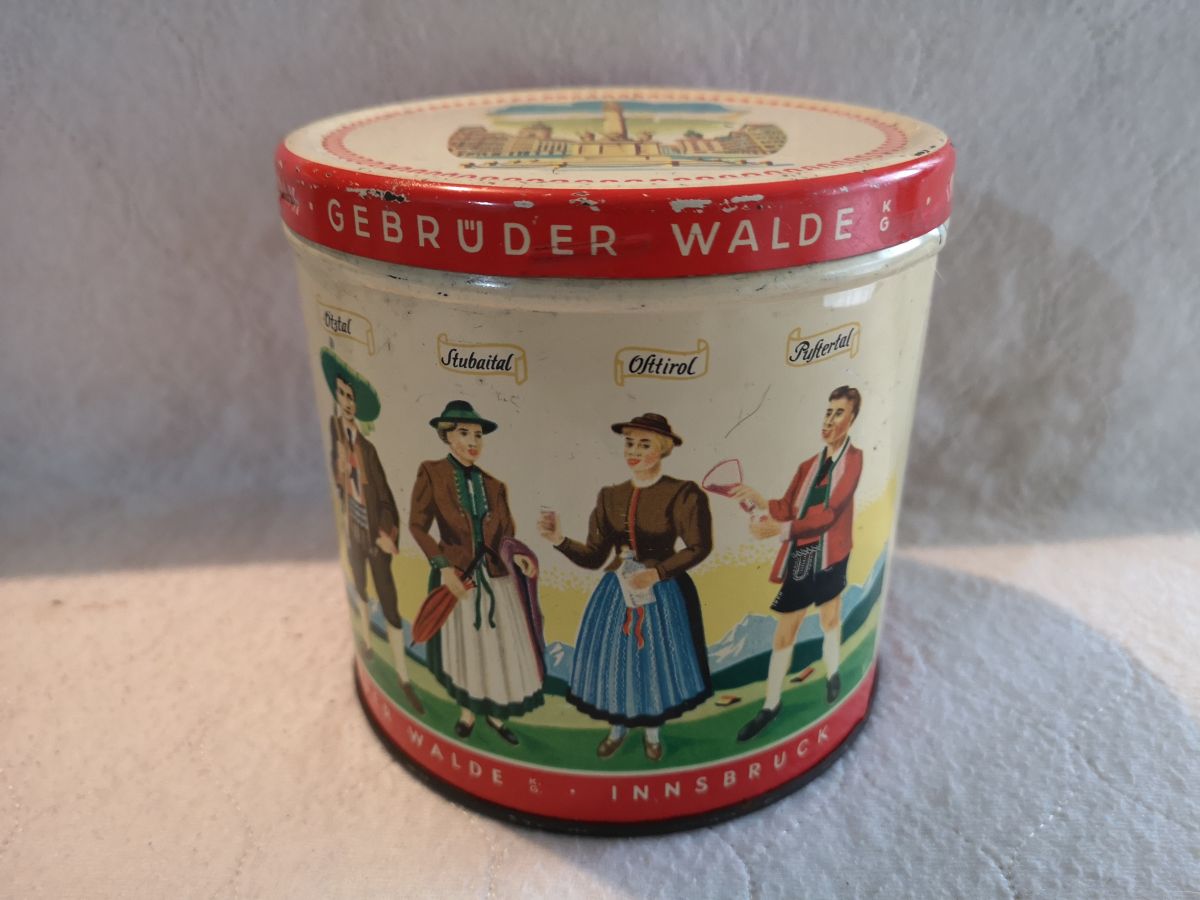 GEBRÜDER WALDE KG
Ötztal
Stubaital
Osttirol
Pustertal
WALDE KG · INNSBRUCK